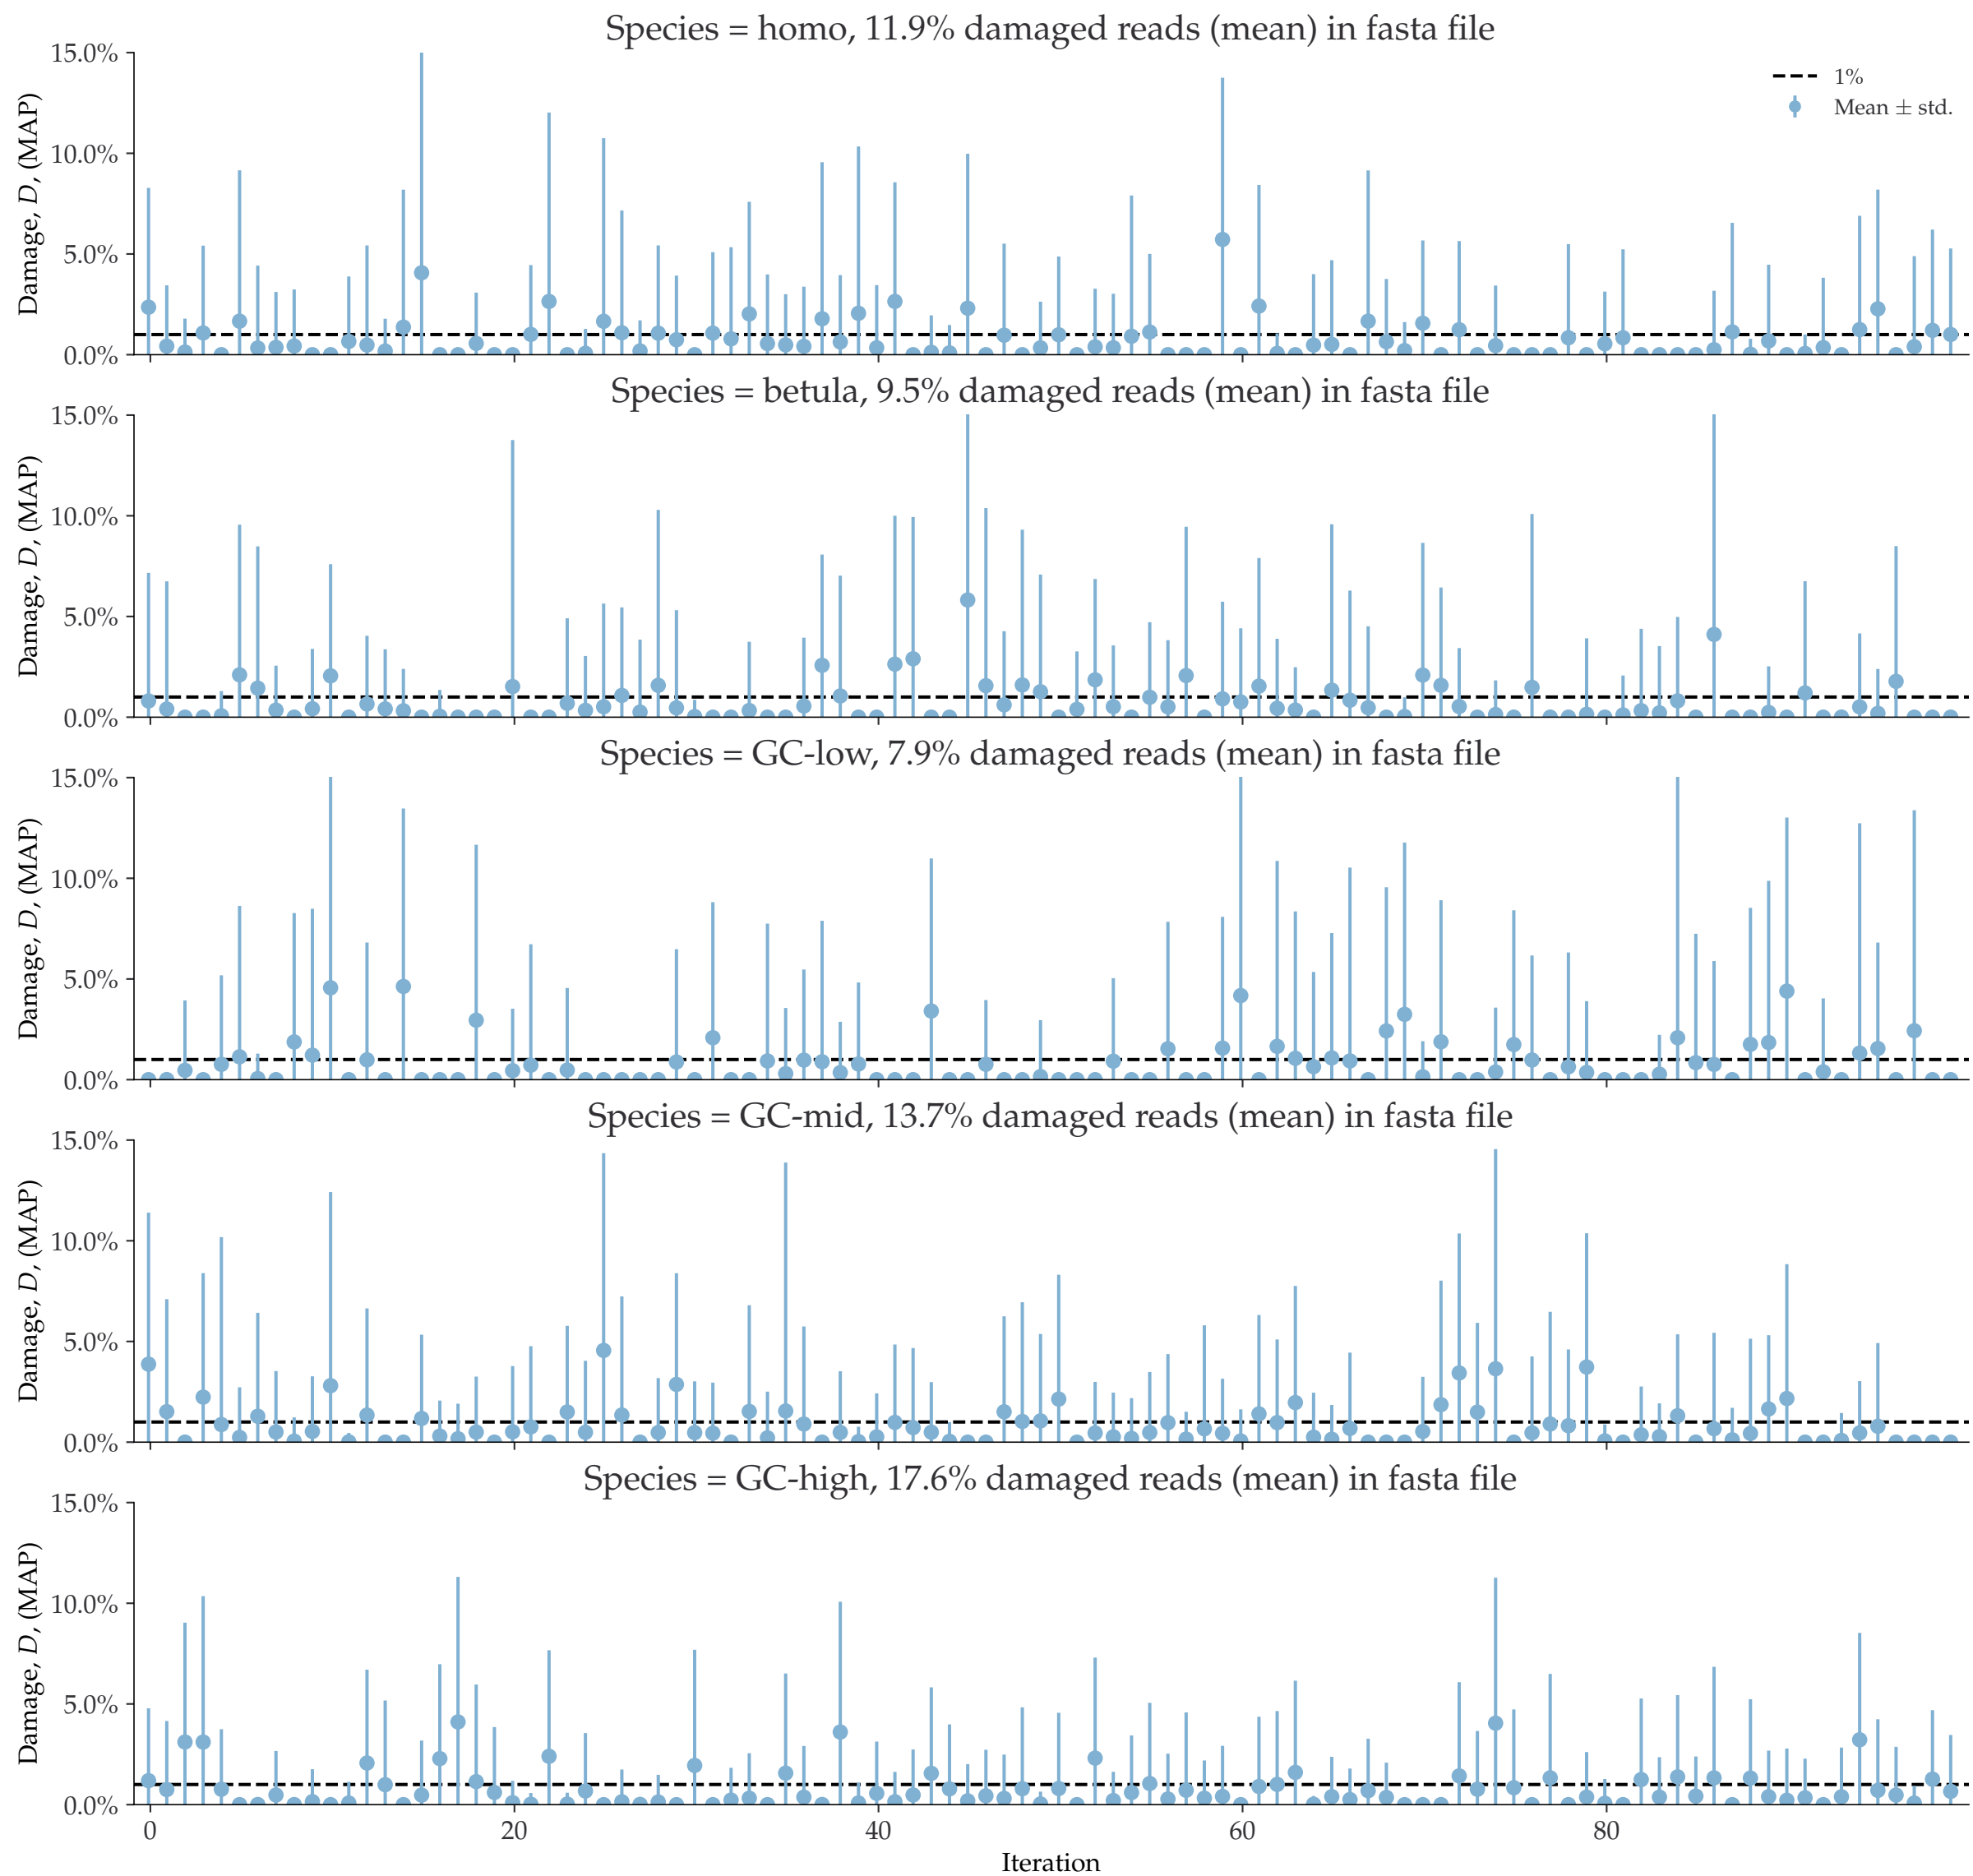 Species = homo, 11.9% damaged reads (mean) in fasta file
15.0%
10.0%
5.0%
0.0%
Damage, D, (MAP)
1%
Mean ± std.
Species = betula, 9.5% damaged reads (mean) in fasta file
15.0%
10.0%
5.0%
0.0%
Damage, D, (MAP)
Species = GC-low, 7.9% damaged reads (mean) in fasta file
15.0%
10.0%
5.0%
0.0%
Damage, D, (MAP)
Species = GC-mid, 13.7% damaged reads (mean) in fasta file
15.0%
10.0%
5.0%
0.0%
Damage, D, (MAP)
Species = GC-high, 17.6% damaged reads (mean) in fasta file
15.0%
10.0%
5.0%
0.0%
Damage, D, (MAP)
0 20 40 60 80
Iteration